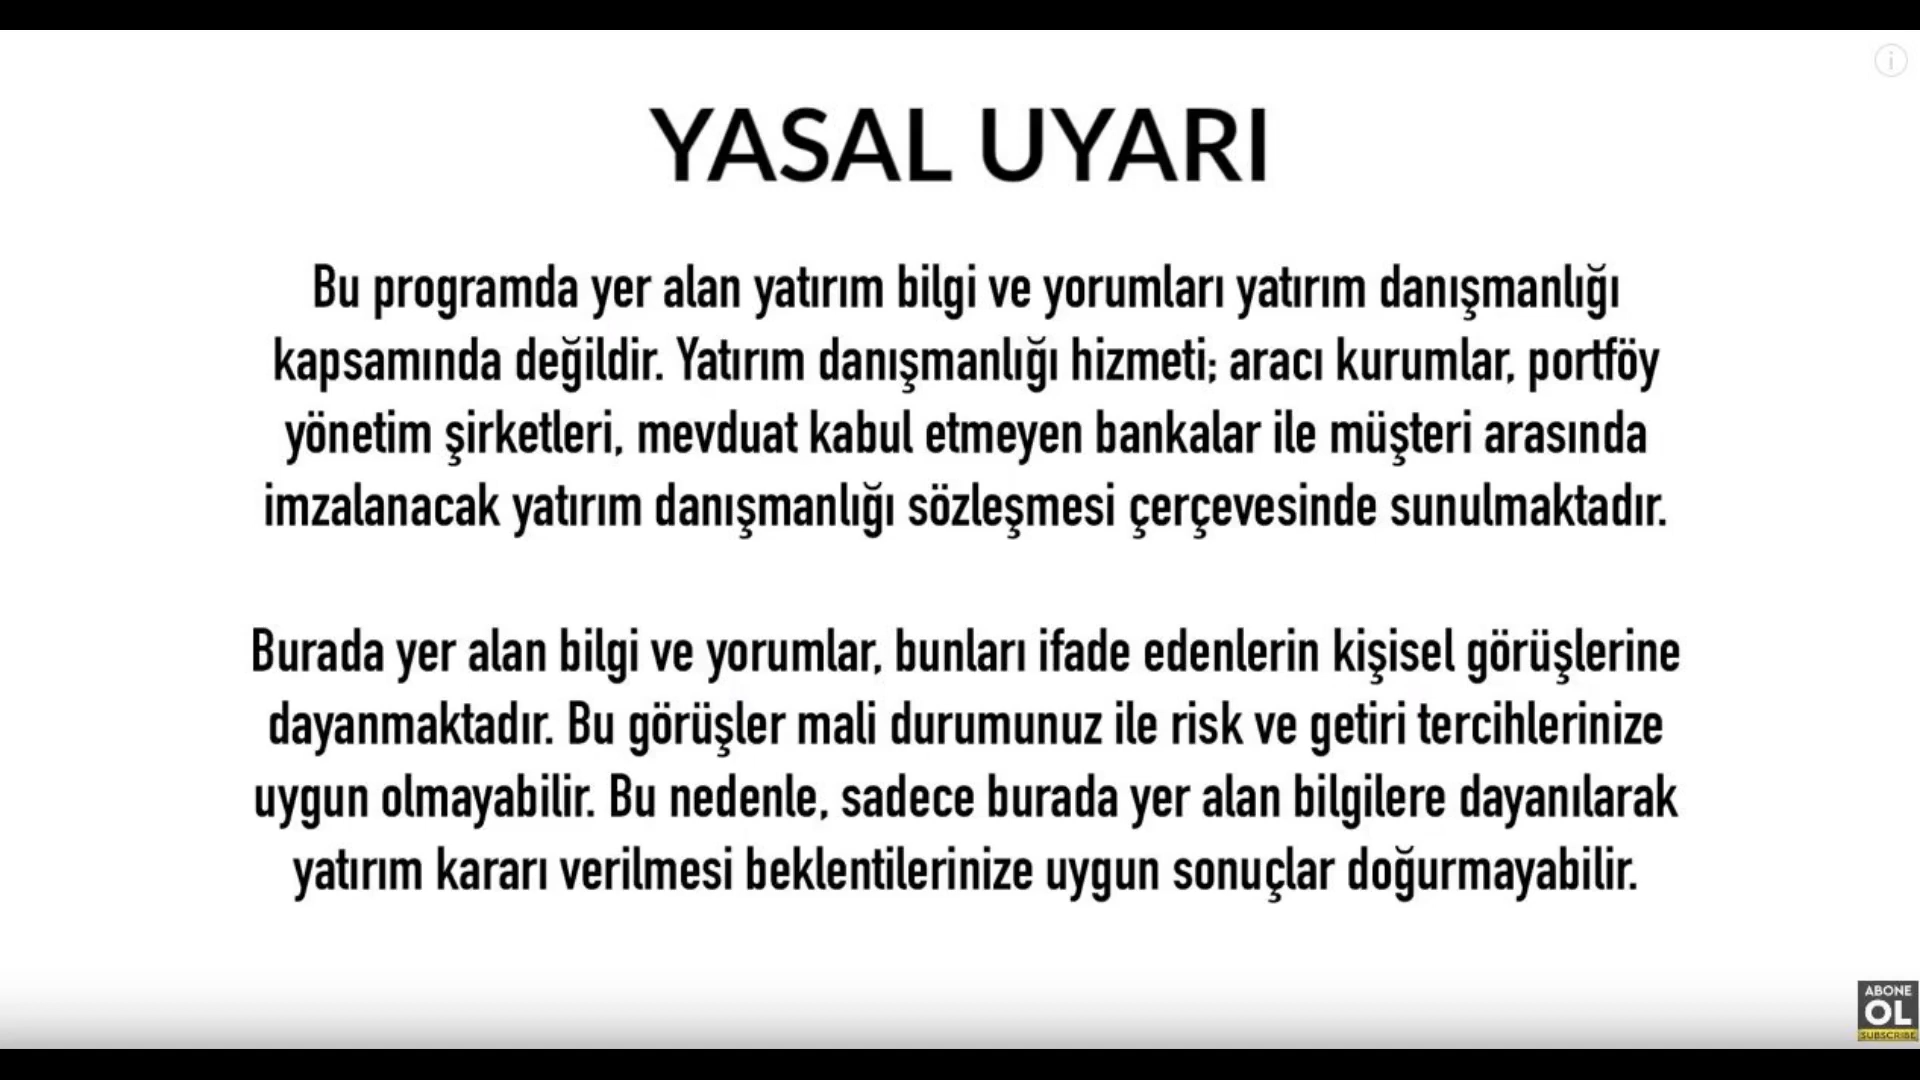 YASAL UYARI
Bu programda yer alan yatırım bilgi ve yorumları yatırım danışmanlığı
kapsamında değildir. Yatırım danışmanlığı hizmeti; aracı kurumlar, portföy
yönetim şirketleri, mevduat kabul etmeyen bankalar ile müşteri arasında
imzalanacak yatırım danışmanlığı sözleşmesi çerçevesinde sunulmaktadır.
Burada yer alan bilgi ve yorumlar, bunları ifade edenlerin kişisel görüşlerine
dayanmaktadır. Bu görüşler mali durumunuz ile risk ve getiri tercihlerinize
uygun olmayabilir. Bu nedenle, sadece burada yer alan bilgilere dayanılarak
yatırım kararı verilmesi beklentilerinize uygun sonuçlar doğurmayabilir.
ABONE
OL
SUBSCRIBE